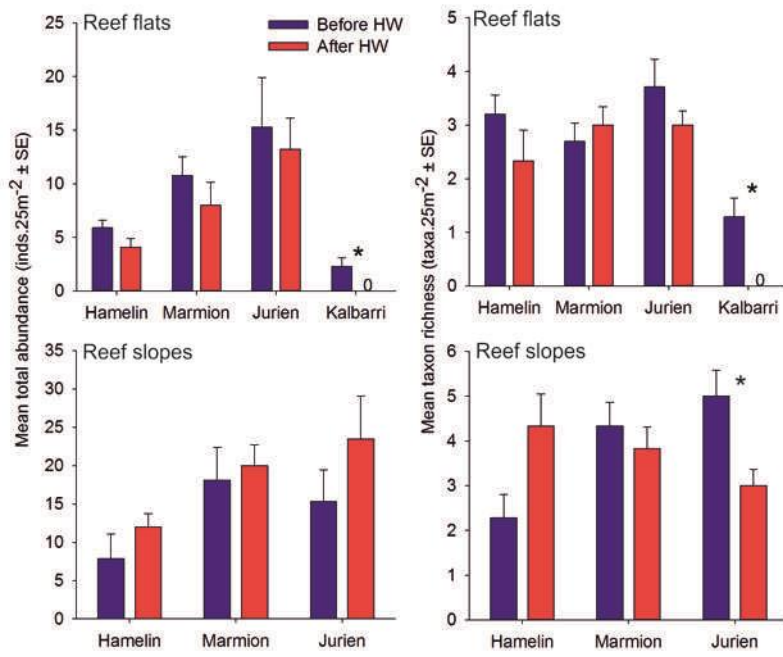 Reef flats
Before HW
After HW
25
20
15
10
5
0
*
0
Hamelin Marmion Jurien Kalbarri
Reef flats
5
4
3
2
1
0
*
0
Hamelin Marmion Jurien Kalbarri
Mean total abundance (inds.25m⁻² ± SE)
Reef slopes
35
30
25
20
15
10
5
0
Hamelin Marmion Jurien
Mean taxon richness (taxa.25m⁻² ± SE)
Reef slopes
6
5
4
3
2
1
0
*
Hamelin Marmion Jurien